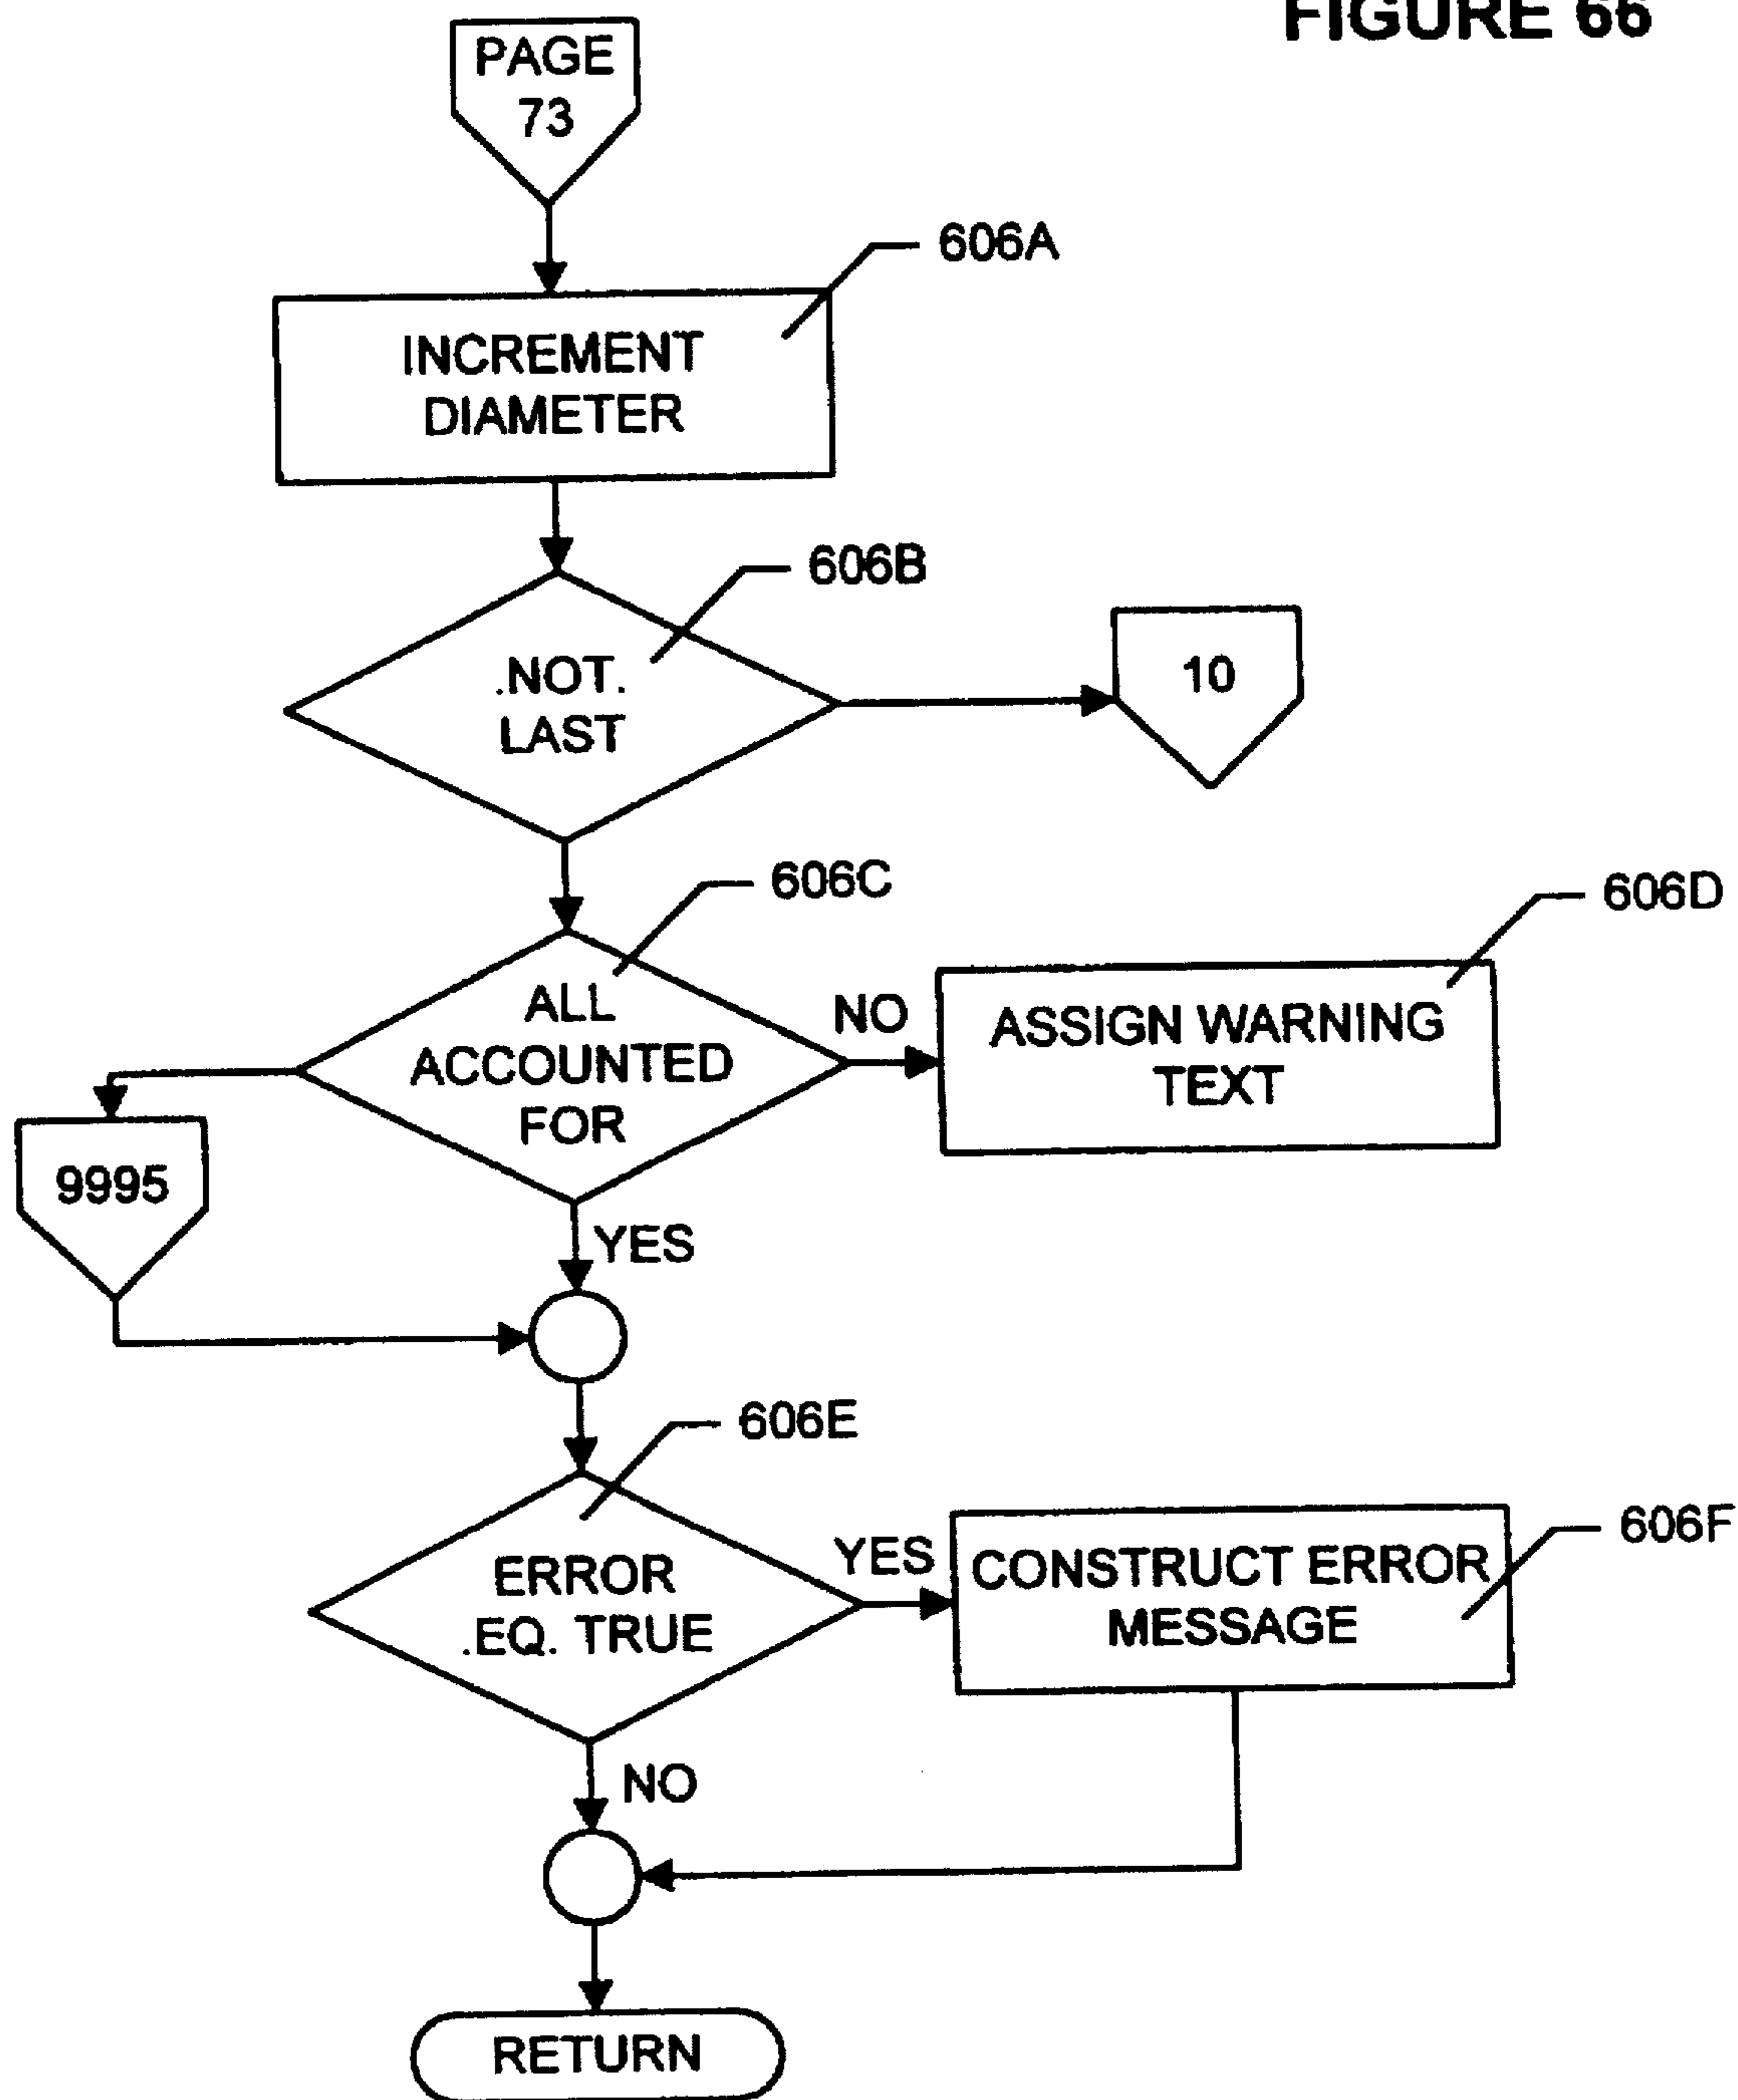 FIGURE 66
PAGE
73
606A
INCREMENT
DIAMETER
606B
.NOT.
LAST
10
606C
606D
ALL
ACCOUNTED
FOR
NO
ASSIGN WARNING
TEXT
9995
YES
606E
606F
ERROR
.EQ. TRUE
YES
CONSTRUCT ERROR
MESSAGE
NO
RETURN